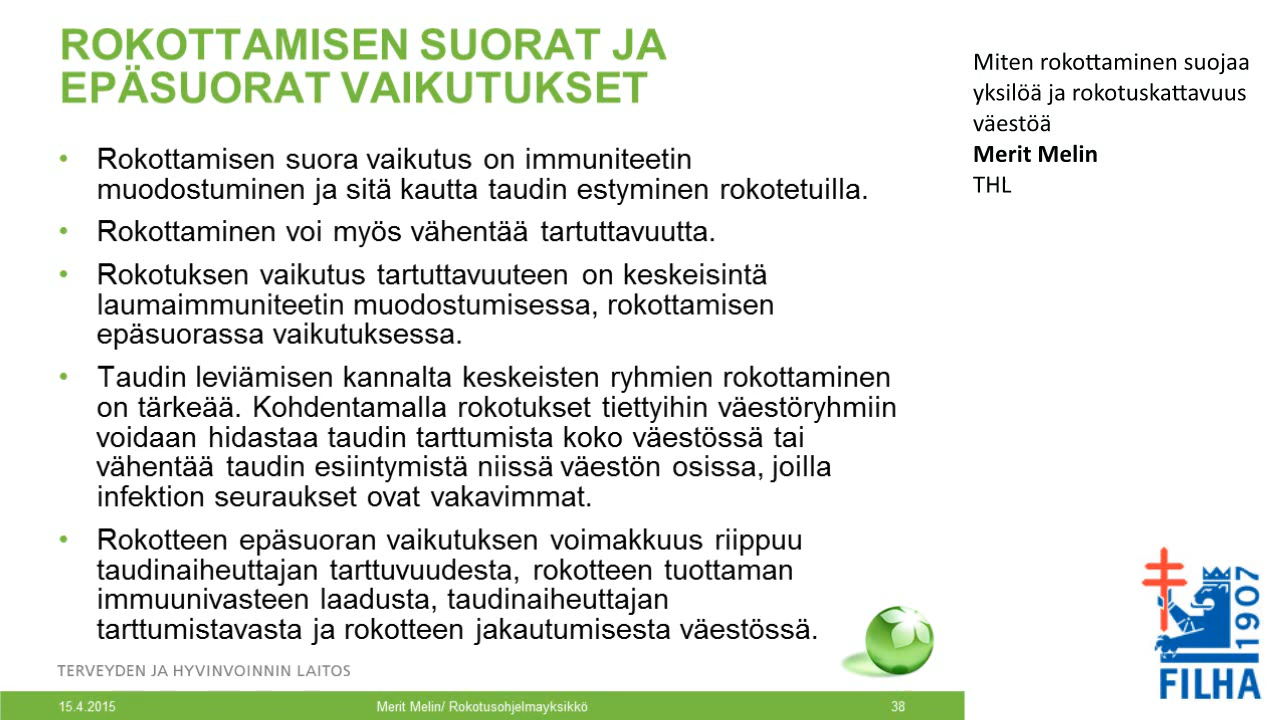 ROKOTTAMISEN SUORAT JA
EPÄSUORAT VAIKUTUKSET
• Rokottamisen suora vaikutus on immuniteetin
muodostuminen ja sitä kautta taudin estyminen rokotetuilla.
• Rokottaminen voi myös vähentää tartuttavuutta.
• Rokotuksen vaikutus tartuttavuuteen on keskeisintä
laumaimmuniteetin muodostumisessa, rokottamisen
epäsuorassa vaikutuksessa.
• Taudin leviämisen kannalta keskeisten ryhmien rokottaminen
on tärkeää. Kohdentamalla rokotukset tiettyihin väestöryhmiin
voidaan hidastaa taudin tarttumista koko väestössä tai
vähentää taudin esiintymistä niissä väestön osissa, joilla
infektion seuraukset ovat vakavimmat.
• Rokotteen epäsuoran vaikutuksen voimakkuus riippuu
taudinaiheuttajan tarttuvuudesta, rokotteen tuottaman
immuunivasteen laadusta, taudinaiheuttajan
tarttumistavasta ja rokotteen jakautumisesta väestössä.
TERVEYDEN JA HYVINVOINNIN LAITOS
15.4.2015
Merit Melin/ Rokotusohjelmayksikkö
38
Miten rokottaminen suojaa
yksilöä ja rokotuskattavuus
väestöä
Merit Melin
THL
1907
FILHA